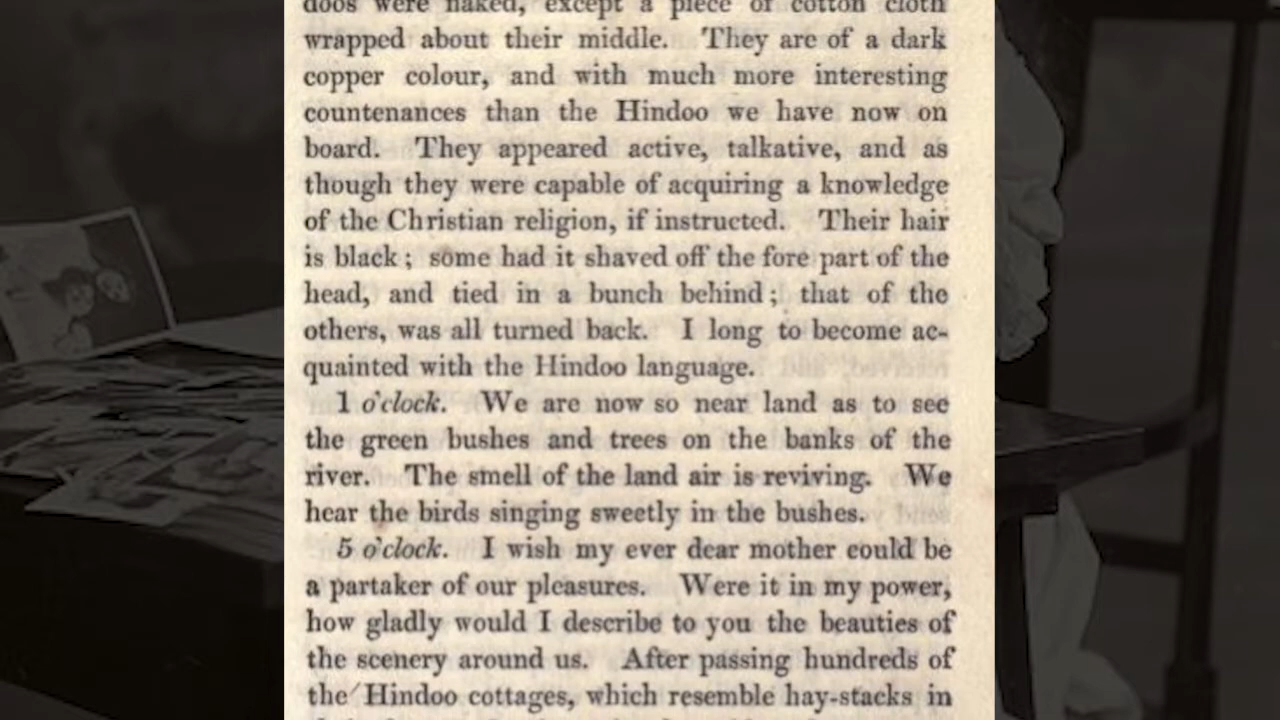 doos were naked, except a piece of cotton cloth
wrapped about their middle. They are of a dark
copper colour, and with much more interesting
countenances than the Hindoo we have now on
board. They appeared active, talkative, and as
though they were capable of acquiring a knowledge
of the Christian religion, if instructed. Their hair
is black; some had it shaved off the fore part of the
head, and tied in a bunch behind; that of the
others, was all turned back. I long to become ac-
quainted with the Hindoo language.
1 o'clock. We are now so near land as to see
the green bushes and trees on the banks of the
river. The smell of the land air is reviving. We
hear the birds singing sweetly in the bushes.
5 o'clock. I wish my ever dear mother could be
a partaker of our pleasures. Were it in my power,
how gladly would I describe to you the beauties of
the scenery around us. After passing hundreds of
the Hindoo cottages, which resemble hay-stacks in